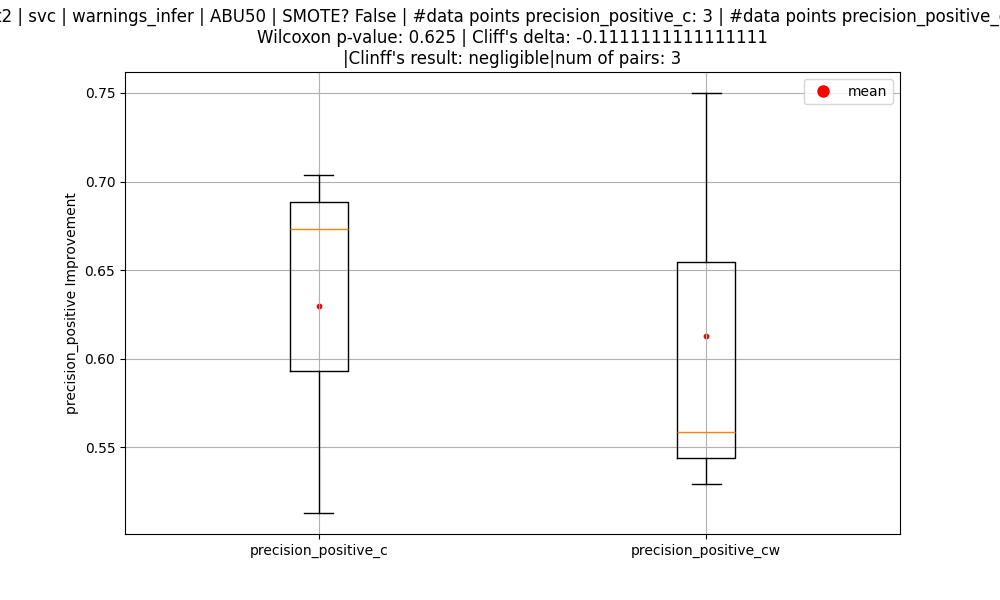 2 | svc | warnings_infer | ABU50 | SMOTE? False | #data points precision_positive_c: 3 | #data points precision_positive_
Wilcoxon p-value: 0.625 | Cliff's delta: -0.1111111111111111
|Clinff's result: negligible|num of pairs: 3
mean
0.75
0.70
0.65
0.60
0.55
precision_positive Improvement
precision_positive_c
precision_positive_cw